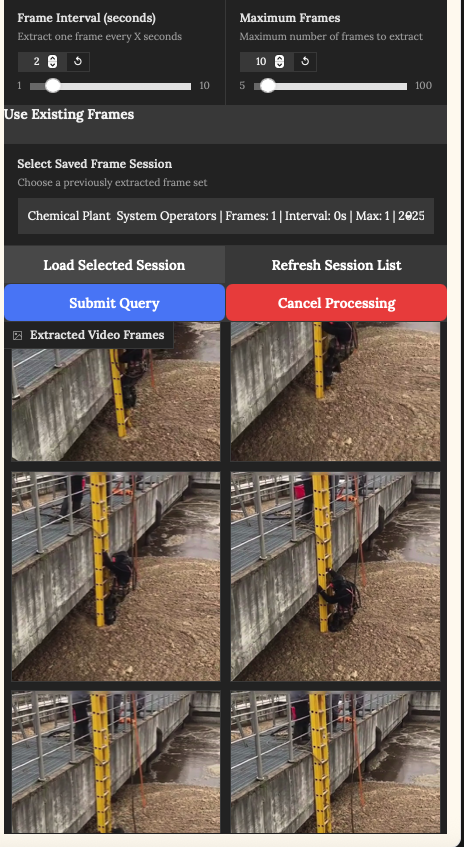 Frame Interval (seconds)
Extract one frame every X seconds
2
1
10
Maximum Frames
Maximum number of frames to extract
10
5
100
Use Existing Frames
Select Saved Frame Session
Choose a previously extracted frame set
Chemical Plant System Operators | Frames: 1 | Interval: 0s | Max: 1 | 2025
Load Selected Session
Refresh Session List
Submit Query
Cancel Processing
Extracted Video Frames